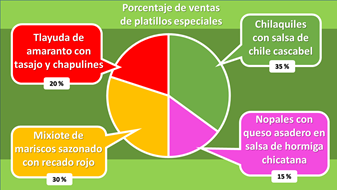 Porcentaje de ventas
de platillos especiales
Tlayuda de
amaranto con
tasajo y chapulines
20 %
Chilaquiles
con salsa de
chile cascabel
35 %
Mixiote de
mariscos sazonado
con recado rojo
30 %
Nopales con
queso asadero en
salsa de hormiga
chicatana
15 %